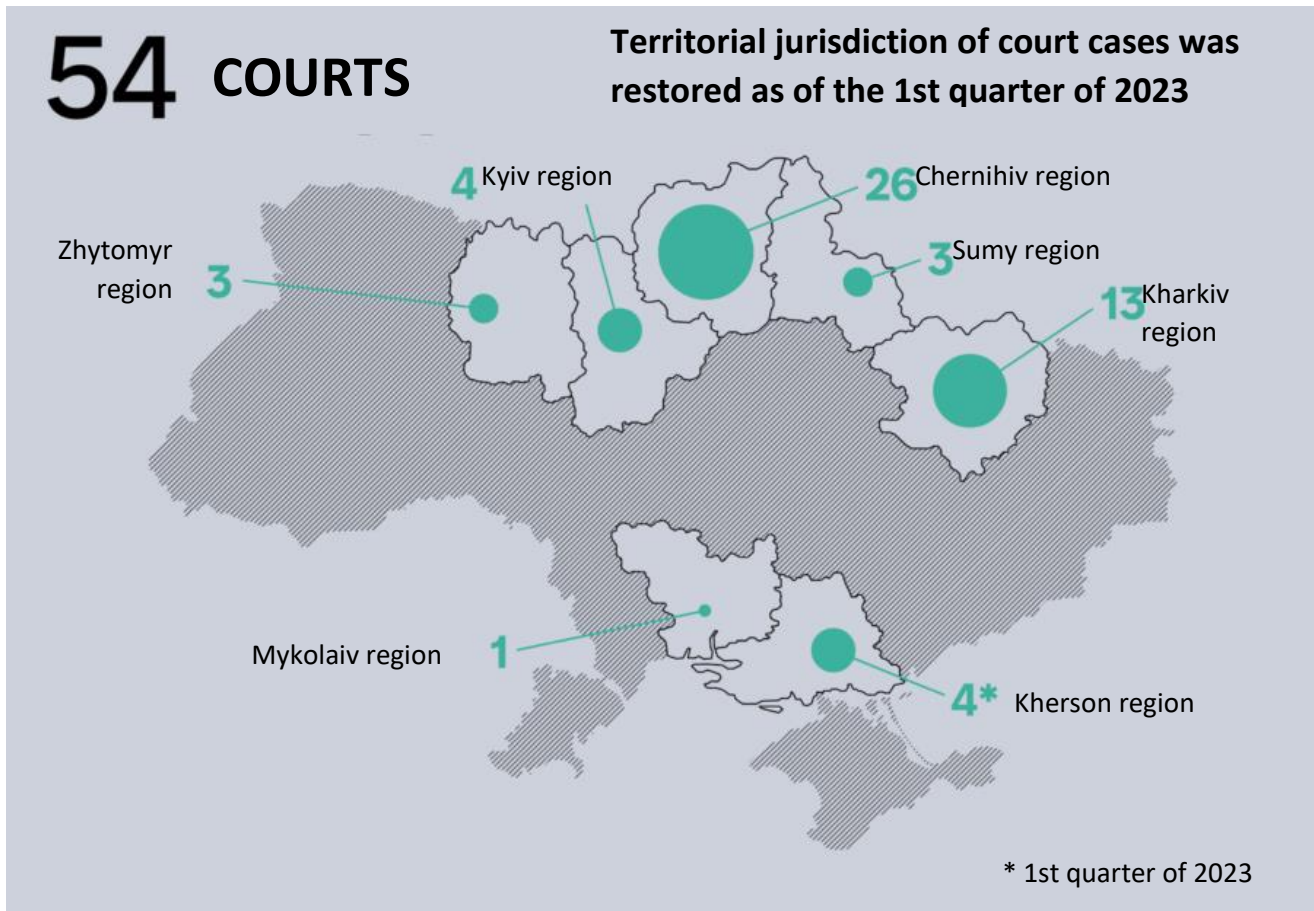 54 COURTS
Territorial jurisdiction of court cases was
restored as of the 1st quarter of 2023
4 Kyiv region
26 Chernihiv region
Zhytomyr
region
3
3 Sumy region
13 Kharkiv
region
Mykolaiv region 1
4* Kherson region
* 1st quarter of 2023